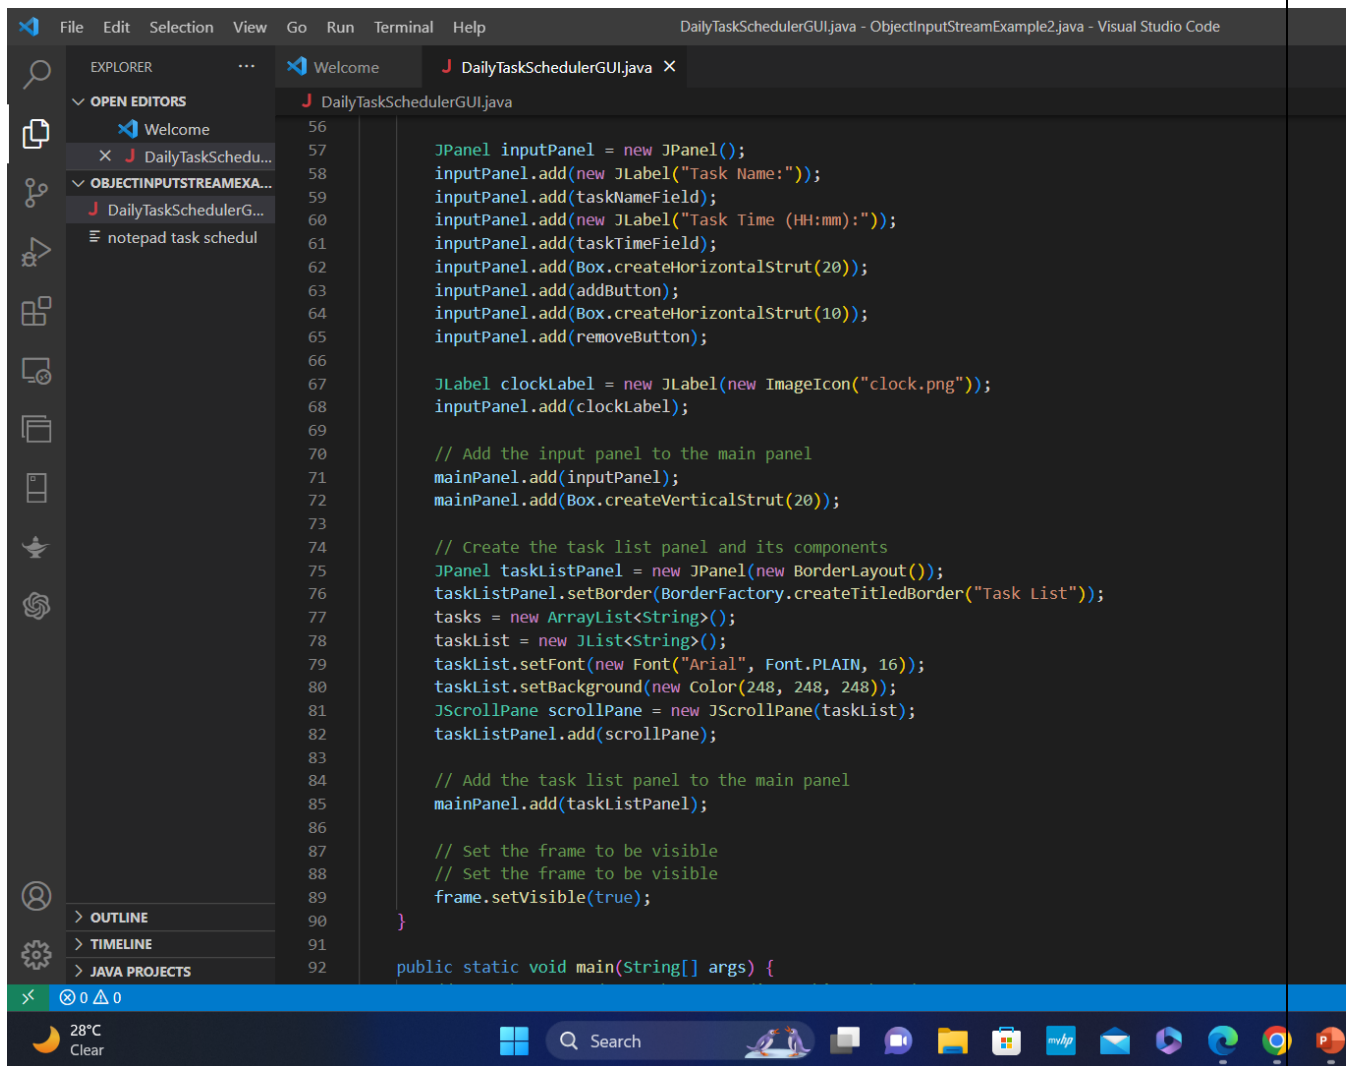 File Edit Selection View Go Run Terminal Help DailyTaskSchedulerGUI.java - ObjectInputStreamExample2.java - Visual Studio Code
EXPLORER ···
OPEN EDITORS
Welcome
DailyTaskSchedu...
OBJECTINPUTSTREAMEXA...
DailyTaskSchedulerG...
notepad task schedul
OUTLINE
TIMELINE
JAVA PROJECTS
Welcome DailyTaskSchedulerGUI.java
DailyTaskSchedulerGUI.java
56
57 JPanel inputPanel = new JPanel();
58 inputPanel.add(new JLabel("Task Name:"));
59 inputPanel.add(taskNameField);
60 inputPanel.add(new JLabel("Task Time (HH:mm):"));
61 inputPanel.add(taskTimeField);
62 inputPanel.add(Box.createHorizontalStrut(20));
63 inputPanel.add(addButton);
64 inputPanel.add(Box.createHorizontalStrut(10));
65 inputPanel.add(removeButton);
66
67 JLabel clockLabel = new JLabel(new ImageIcon("clock.png"));
68 inputPanel.add(clockLabel);
69
70 // Add the input panel to the main panel
71 mainPanel.add(inputPanel);
72 mainPanel.add(Box.createVerticalStrut(20));
73
74 // Create the task list panel and its components
75 JPanel taskListPanel = new JPanel(new BorderLayout());
76 taskListPanel.setBorder(BorderFactory.createTitledBorder("Task List"));
77 tasks = new ArrayList<String>();
78 taskList = new JList<String>();
79 taskList.setFont(new Font("Arial", Font.PLAIN, 16));
80 taskList.setBackground(new Color(248, 248, 248));
81 JScrollPane scrollPane = new JScrollPane(taskList);
82 taskListPanel.add(scrollPane);
83
84 // Add the task list panel to the main panel
85 mainPanel.add(taskListPanel);
86
87 // Set the frame to be visible
88 // Set the frame to be visible
89 frame.setVisible(true);
90 }
91
92 public static void main(String[] args) {
0 0
28°C
Clear
Search
myhp
P